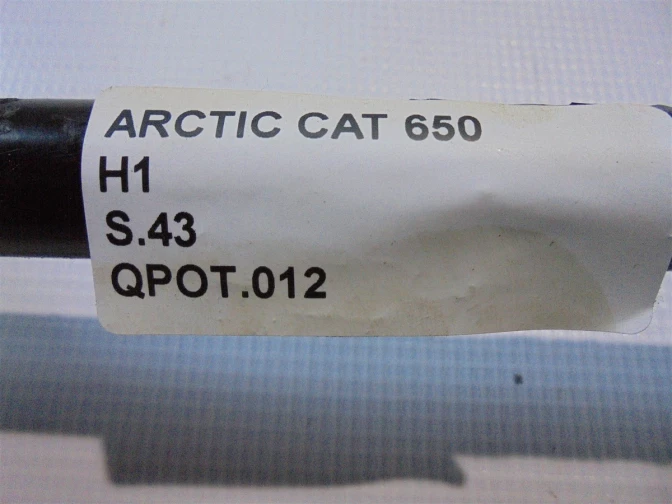 ARCTIC CAT 650
H1
S.43
QPOT.012